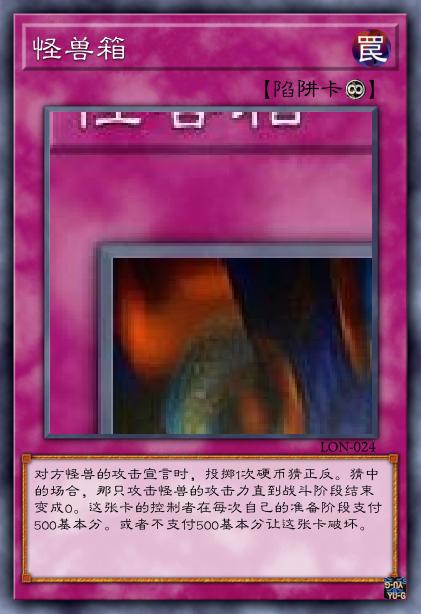 怪兽箱
罠
【陷阱卡♾】
LON-024
对方怪兽的攻击宣言时，投掷1次硬币猜正反。猜中
的场合，那只攻击怪兽的攻击力直到战斗阶段结束
变成0。这张卡的控制者在每次自己的准备阶段支付
500基本分。或者不支付500基本分让这张卡破坏。